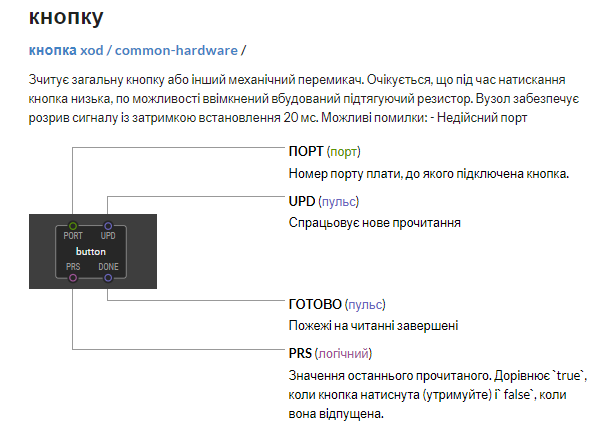 кнопку
кнопка xod / common-hardware /
Зчитує загальну кнопку або інший механічний перемикач. Очікується, що під час натискання
кнопка низька, по можливості ввімкнений вбудований підтягуючий резистор. Вузол забезпечує
розрив сигналу із затримкою встановлення 20 мс. Можливі помилки: - Недійсний порт
ПОРТ (порт)
Номер порту плати, до якого підключена кнопка.
UPD (пульс)
Спрацьовує нове прочитання
PORT UPD
button
PRS DONE
ГОТОВО (пульс)
Пожежі на читанні завершені
PRS (логічний)
Значення останнього прочитаного. Дорівнює `true`,
коли кнопка натиснута (утримуйте) і` false`, коли
вона відпущена.